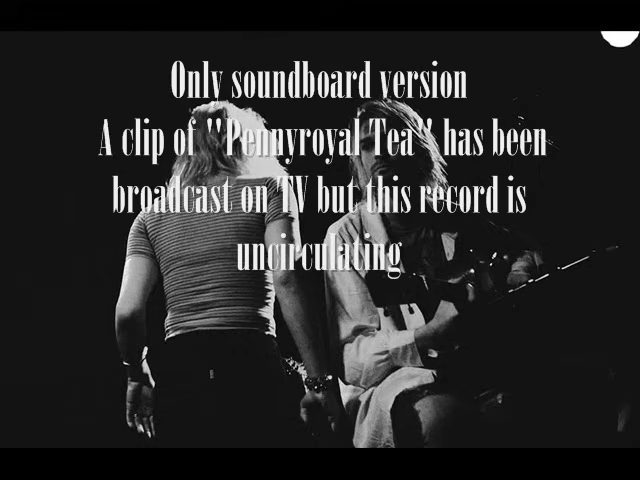 Only soundboard version
A clip of "Pennyroyal Tea" has been
broadcast on TV but this record is
uncirculating